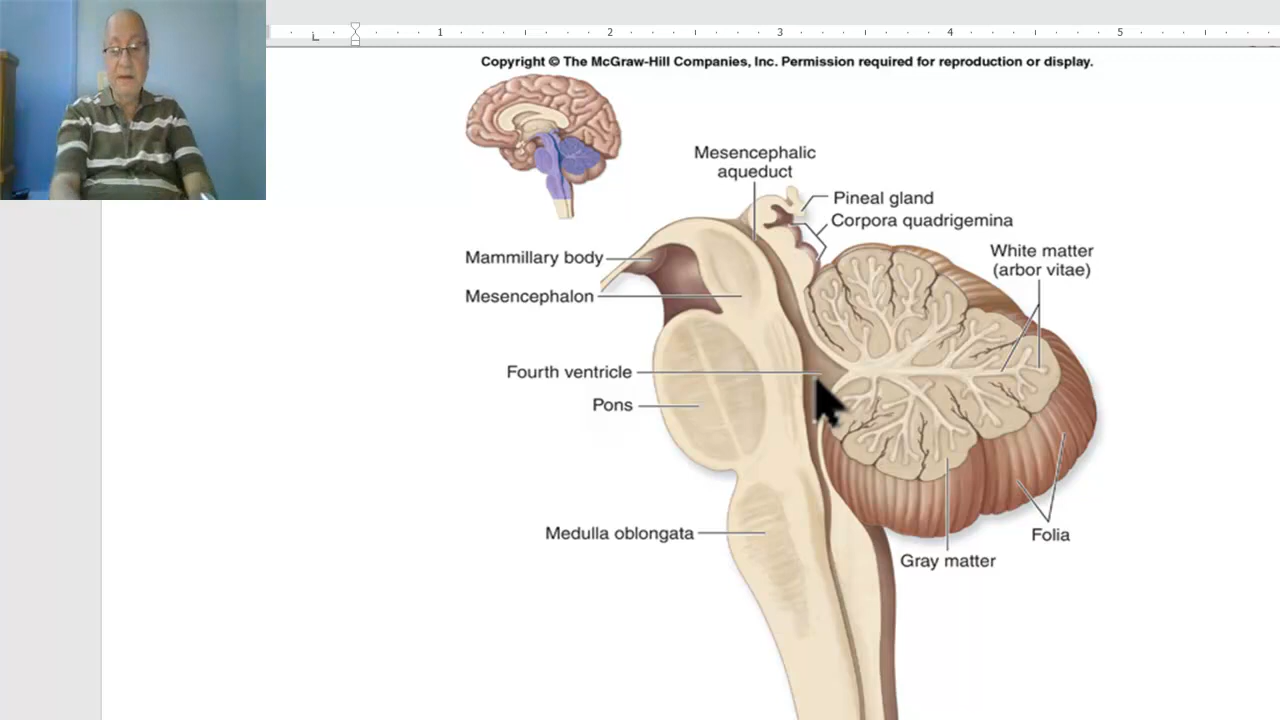 1 2 3 4 5
Copyright © The McGraw-Hill Companies, Inc. Permission required for reproduction or display.
Mesencephalic
aqueduct
Pineal gland
Corpora quadrigemina
White matter
(arbor vitae)
Mammillary body
Mesencephalon
Fourth ventricle
Pons
Medulla oblongata
Folia
Gray matter